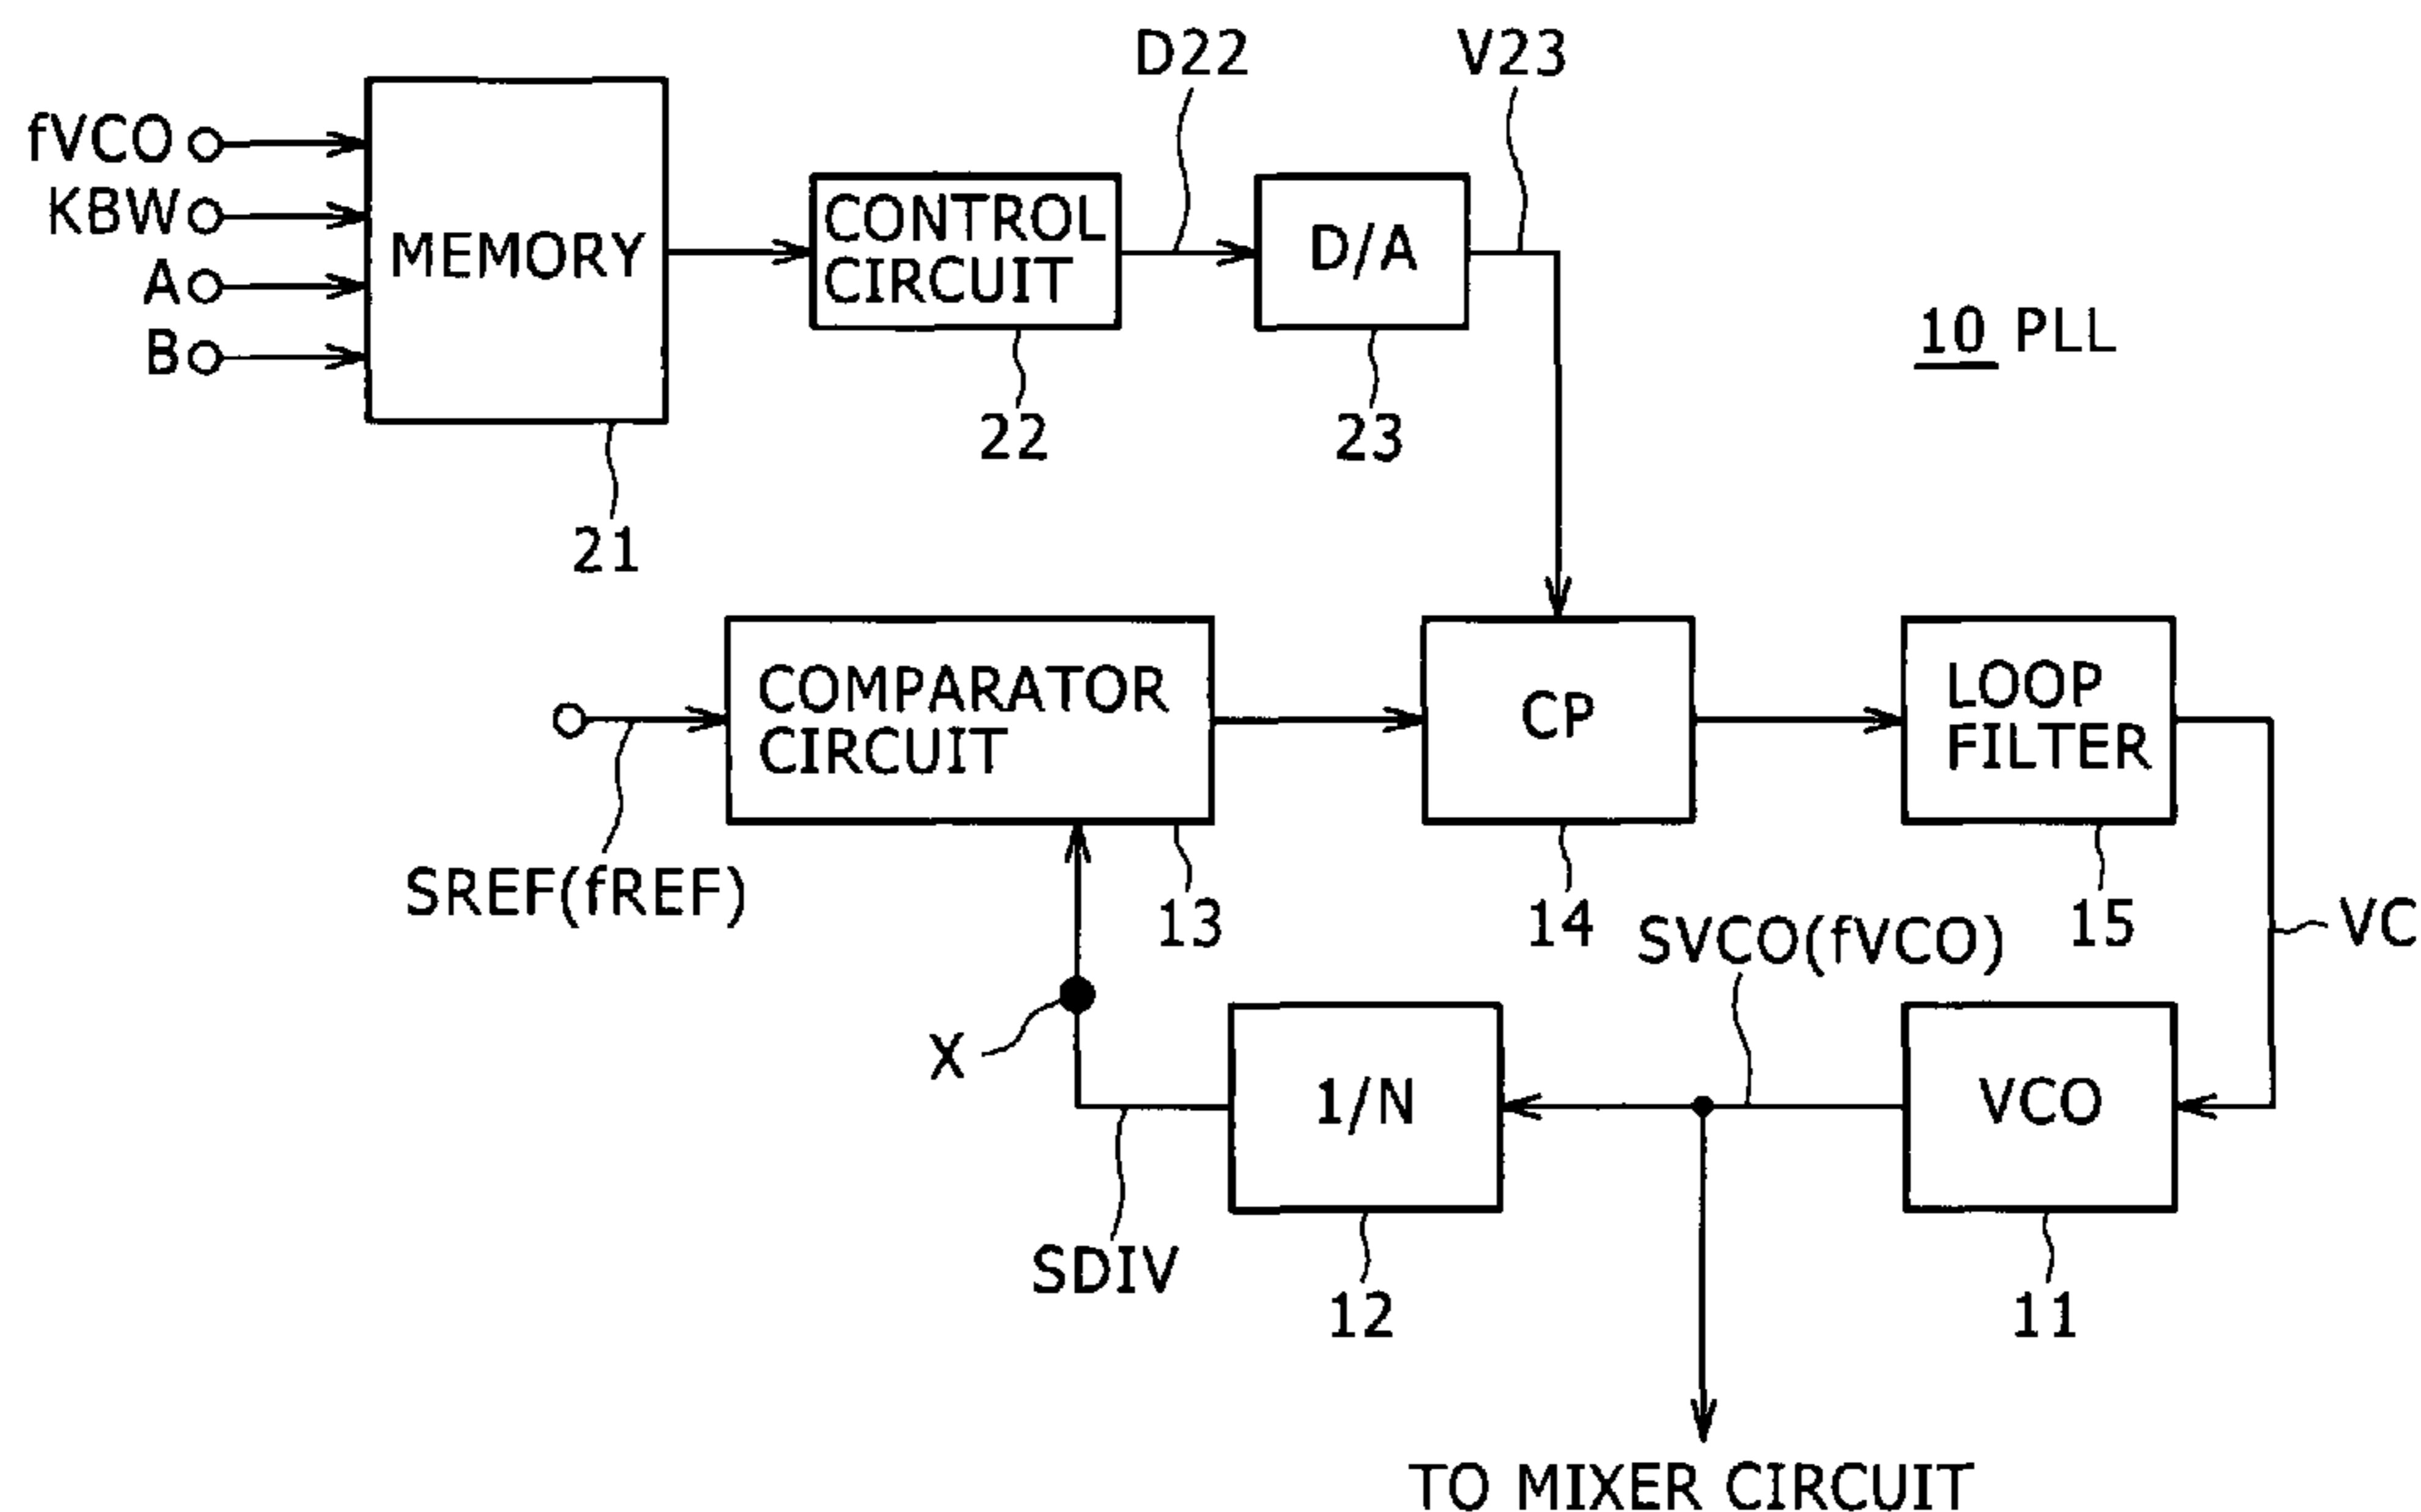 D22
V23
fVCO
KBW
A
B
MEMORY
CONTROL
CIRCUIT
D/A
10 PLL
22
23
21
COMPARATOR
CIRCUIT
CP
LOOP
FILTER
SREF(fREF)
13
14
15
SVCO(fVCO)
VC
X
1/N
VCO
SDIV
12
11
TO MIXER CIRCUIT